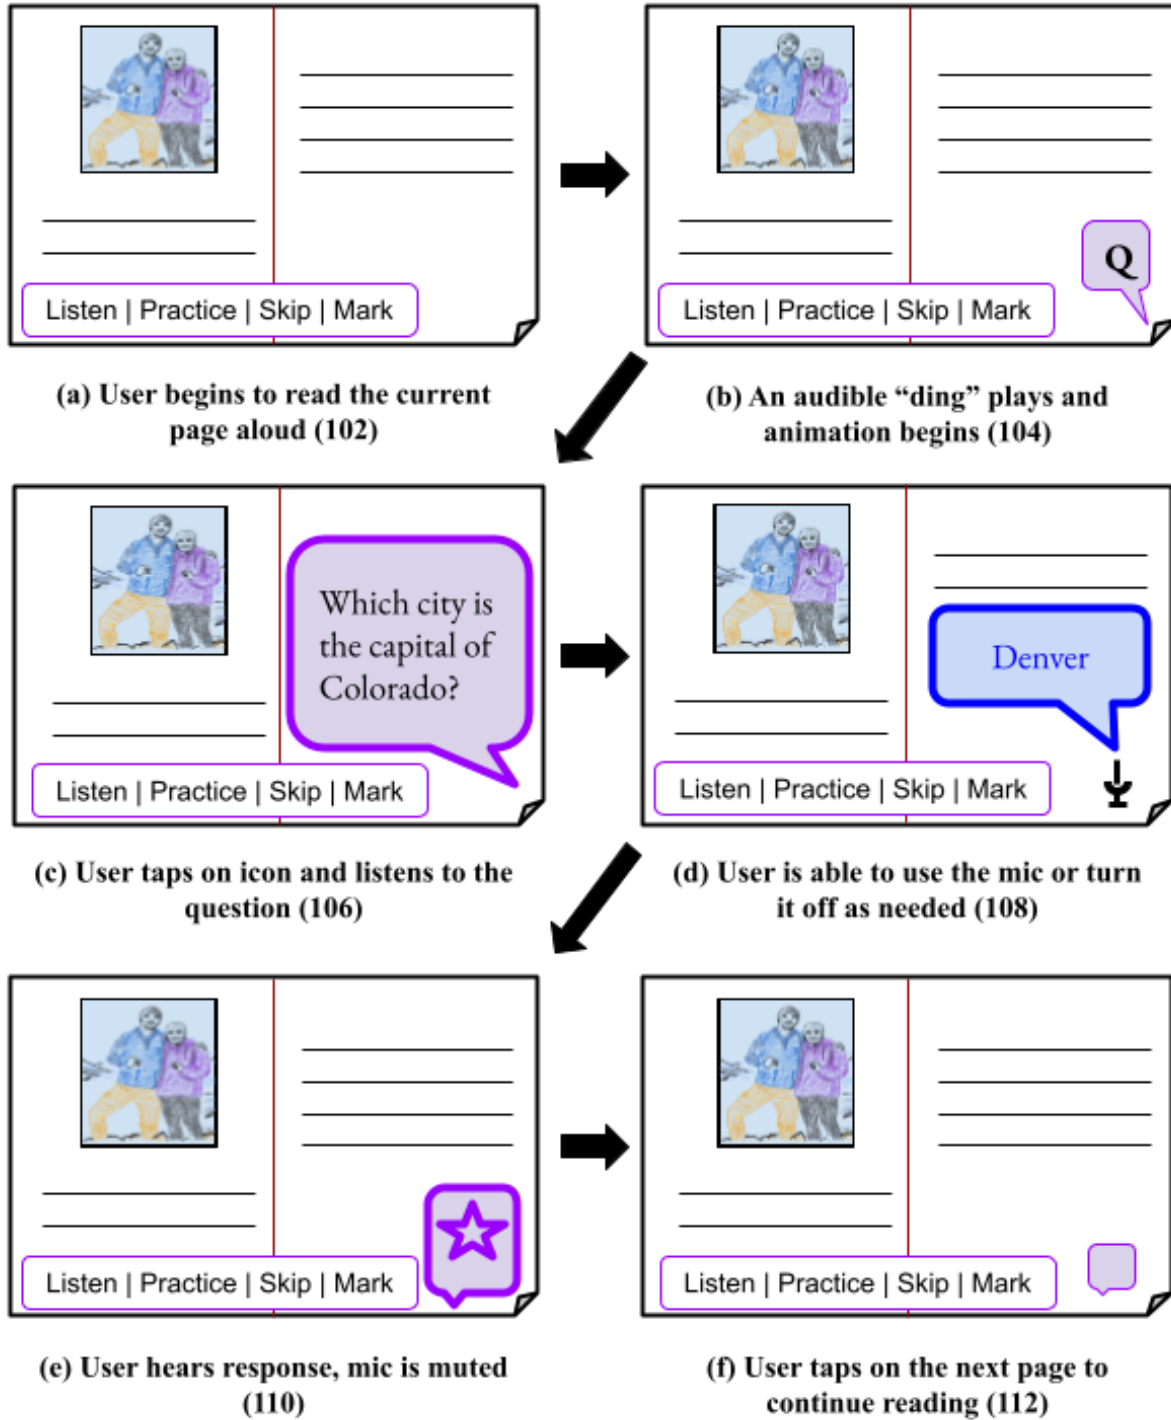 Listen | Practice | Skip | Mark
(a) User begins to read the current
page aloud (102)
Q
Listen | Practice | Skip | Mark
(b) An audible “ding” plays and
animation begins (104)
Which city is
the capital of
Colorado?
Listen | Practice | Skip | Mark
(c) User taps on icon and listens to the
question (106)
Denver
Listen | Practice | Skip | Mark
(d) User is able to use the mic or turn
it off as needed (108)
Listen | Practice | Skip | Mark
(e) User hears response, mic is muted
(110)
Listen | Practice | Skip | Mark
(f) User taps on the next page to
continue reading (112)